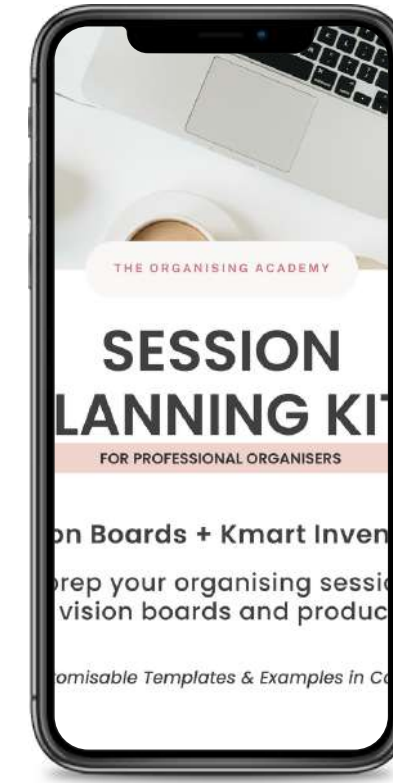 THE ORGANISING ACADEMY
SESSION
LANNING KIT
FOR PROFESSIONAL ORGANISERS
on Boards + Kmart Inven
prep your organising sessi
vision boards and produc
omisable Templates & Examples in Ca